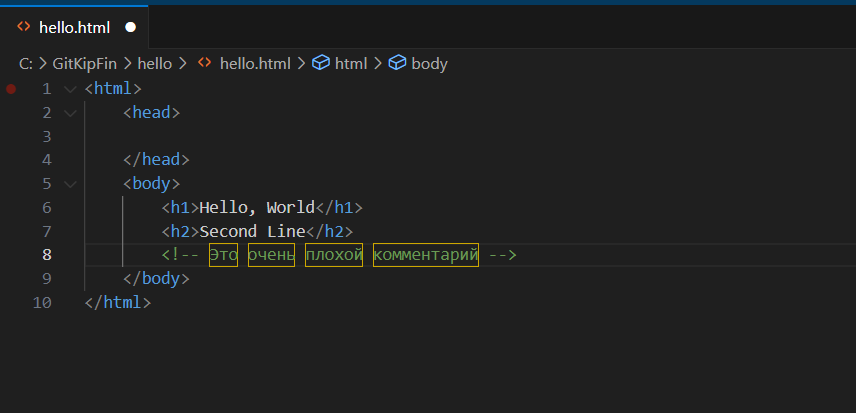 hello.html
C: > GitKipFin > hello > hello.html > html > body
1 <html>
2 <head>
3
4 </head>
5 <body>
6 <h1>Hello, World</h1>
7 <h2>Second Line</h2>
8 <!-- Это очень плохой комментарий -->
9 </body>
10 </html>